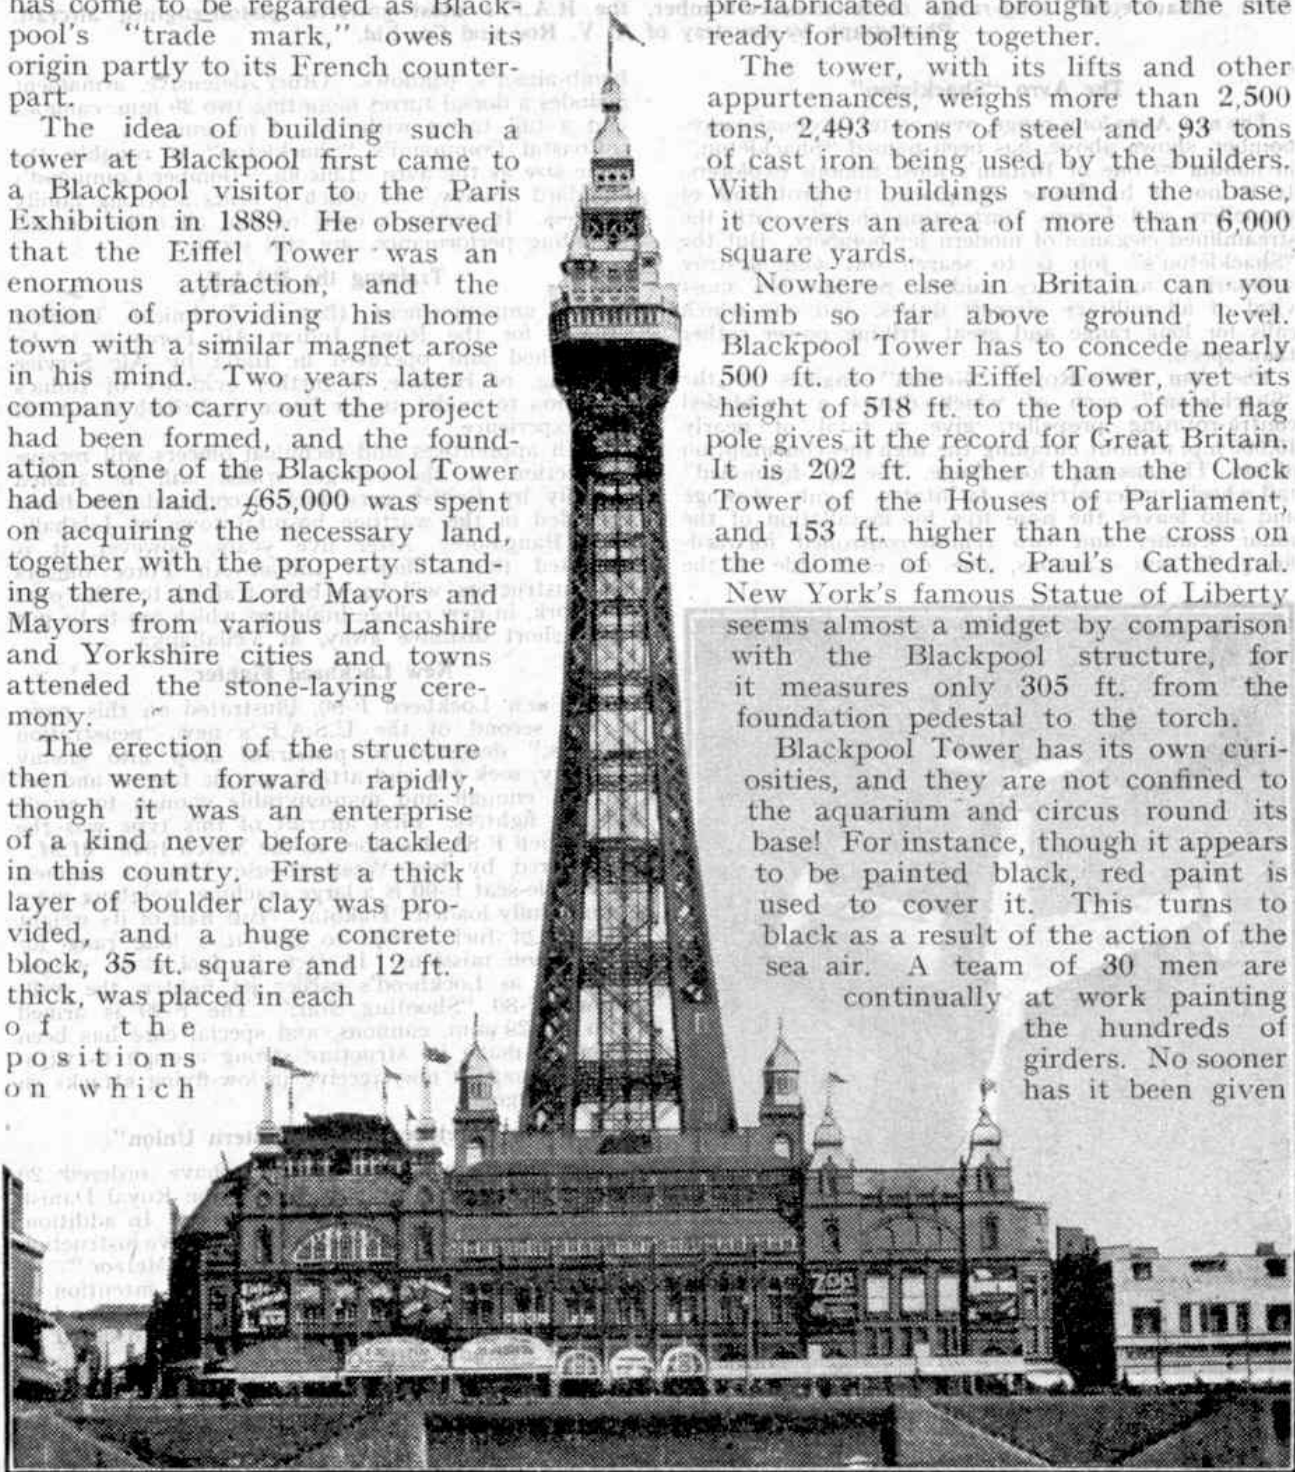 has come to be regarded as Black-
pool's "trade mark," owes its
origin partly to its French counter-
part.
The idea of building such a
tower at Blackpool first came to
a Blackpool visitor to the Paris
Exhibition in 1889. He observed
that the Eiffel Tower was an
enormous attraction, and the
notion of providing his home
town with a similar magnet arose
in his mind. Two years later a
company to carry out the project
had been formed, and the found-
ation stone of the Blackpool Tower
had been laid. £65,000 was spent
on acquiring the necessary land,
together with the property stand-
ing there, and Lord Mayors and
Mayors from various Lancashire
and Yorkshire cities and towns
attended the stone-laying cere-
mony.
The erection of the structure
then went forward rapidly,
though it was an enterprise
of a kind never before tackled
in this country. First a thick
layer of boulder clay was pro-
vided, and a huge concrete
block, 35 ft. square and 12 ft.
thick, was placed in each
of the
positions
on which
pre-fabricated and brought to the site
ready for bolting together.
The tower, with its lifts and other
appurtenances, weighs more than 2,500
tons, 2,493 tons of steel and 93 tons
of cast iron being used by the builders.
With the buildings round the base,
it covers an area of more than 6,000
square yards.
Nowhere else in Britain can you
climb so far above ground level.
Blackpool Tower has to concede nearly
500 ft. to the Eiffel Tower, yet its
height of 518 ft. to the top of the flag
pole gives it the record for Great Britain.
It is 202 ft. higher than the Clock
Tower of the Houses of Parliament,
and 153 ft. higher than the cross on
the dome of St. Paul's Cathedral.
New York's famous Statue of Liberty
seems almost a midget by comparison
with the Blackpool structure, for
it measures only 305 ft. from the
foundation pedestal to the torch.
Blackpool Tower has its own curi-
osities, and they are not confined to
the aquarium and circus round its
base! For instance, though it appears
to be painted black, red paint is
used to cover it. This turns to
black as a result of the action of the
sea air. A team of 30 men are
continually at work painting
the hundreds of
girders. No sooner
has it been given
ZOO